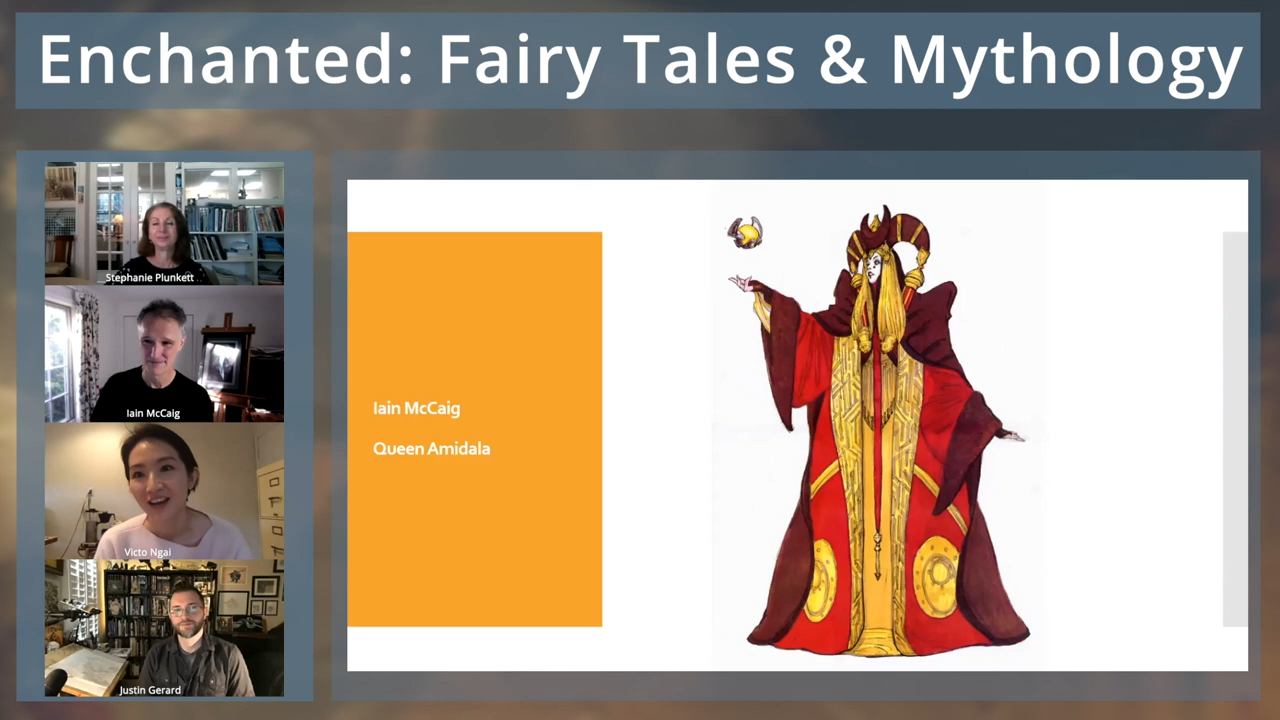 Enchanted: Fairy Tales & Mythology
Stephanie Plunkett
Iain McCaig
Victo Ngai
Justin Gerard
Iain McCaig
Queen Amidala